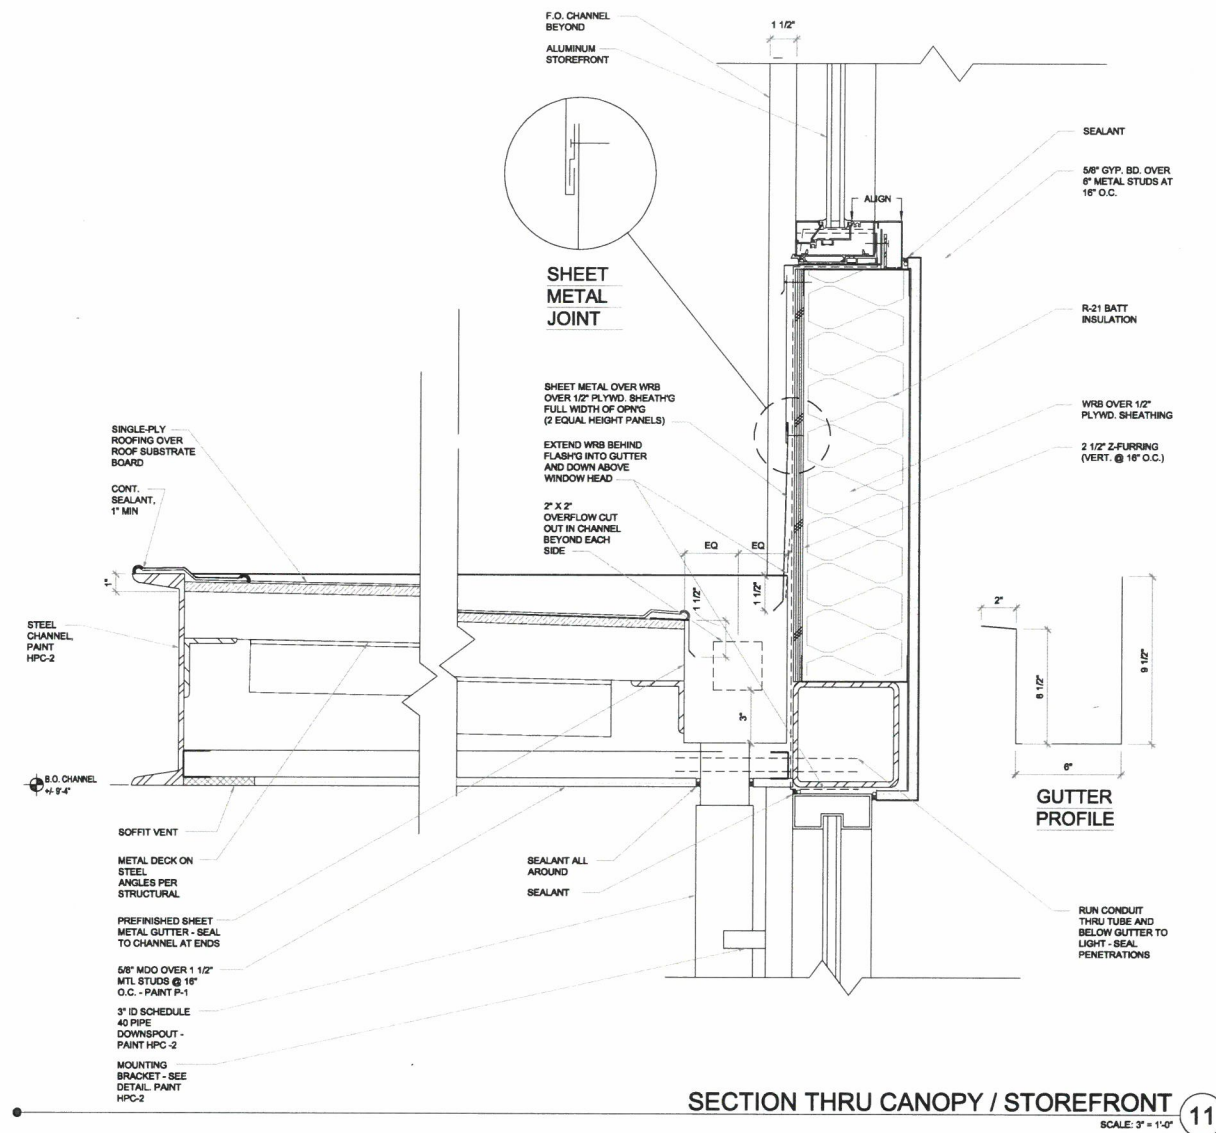 F.O. CHANNEL
BEYOND
ALUMINUM
STOREFRONT
1 1/2"
SEALANT
5/8" GYP. BD. OVER
6" METAL STUDS AT
16" O.C.
ALIGN
SHEET
METAL
JOINT
R-21 BATT
INSULATION
SHEET METAL OVER WRB
OVER 1/2" PLYWD. SHEATH'G
FULL WIDTH OF OPN'G
(2 EQUAL HEIGHT PANELS)
WRB OVER 1/2"
PLYWD. SHEATHING
2 1/2" Z-FURRING
(VERT. @ 16" O.C.)
EXTEND WRB BEHIND
FLASH'G INTO GUTTER
AND DOWN ABOVE
WINDOW HEAD
SINGLE-PLY
ROOFING OVER
ROOF SUBSTRATE
BOARD
CONT.
SEALANT,
1" MIN
2" X 2"
OVERFLOW CUT
OUT IN CHANNEL
BEYOND EACH
SIDE
EQ
EQ
1"
1 1/2"
1 1/2"
3"
STEEL
CHANNEL,
PAINT
HPC-2
2"
6 1/2"
9 1/2"
6"
GUTTER
PROFILE
B.O. CHANNEL
+/- 9'-4"
SOFFIT VENT
METAL DECK ON
STEEL
ANGLES PER
STRUCTURAL
SEALANT ALL
AROUND
SEALANT
PREFINISHED SHEET
METAL GUTTER - SEAL
TO CHANNEL AT ENDS
RUN CONDUIT
THRU TUBE AND
BELOW GUTTER TO
LIGHT - SEAL
PENETRATIONS
5/8" MDO OVER 1 1/2"
MTL STUDS @ 16"
O.C. - PAINT P-1
3" ID SCHEDULE
40 PIPE
DOWNSPOUT -
PAINT HPC -2
MOUNTING
BRACKET - SEE
DETAIL. PAINT
HPC-2
SECTION THRU CANOPY / STOREFRONT
11
SCALE: 3" = 1'-0"